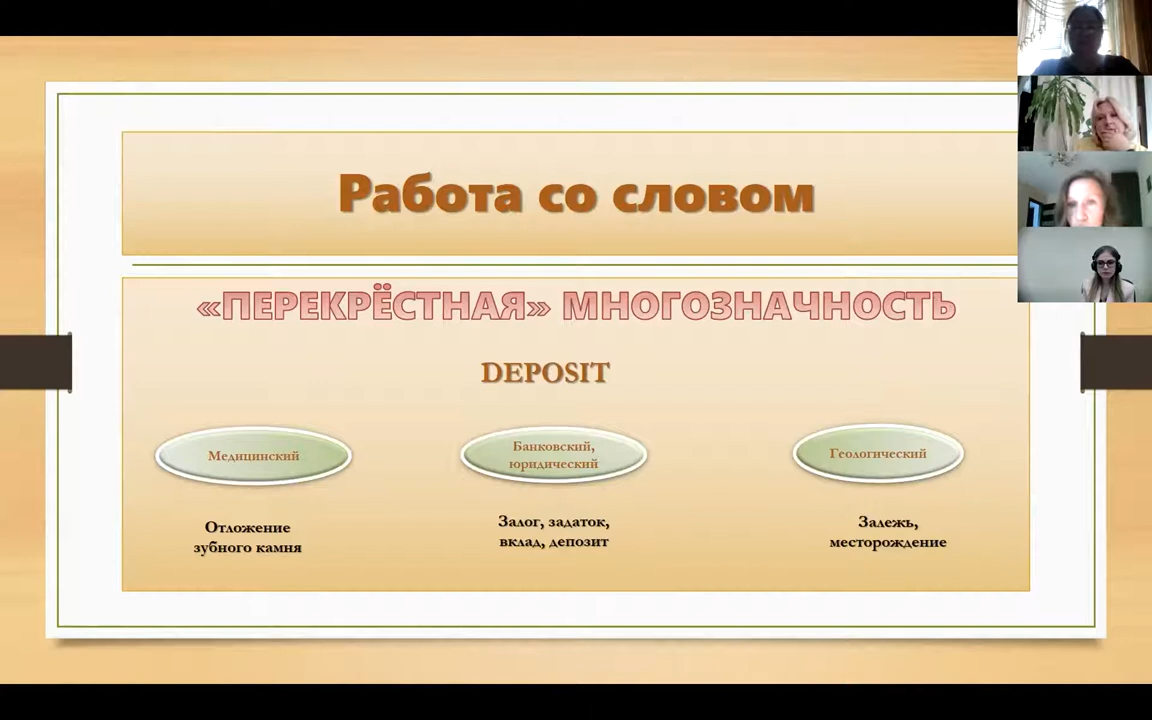 Работа со словом
«ПЕРЕКРЁСТНАЯ» МНОГОЗНАЧНОСТЬ
DEPOSIT
Медицинский
Банковский,
юридический
Геологический
Отложение
зубного камня
Залог, задаток,
вклад, депозит
Залежь,
месторождение